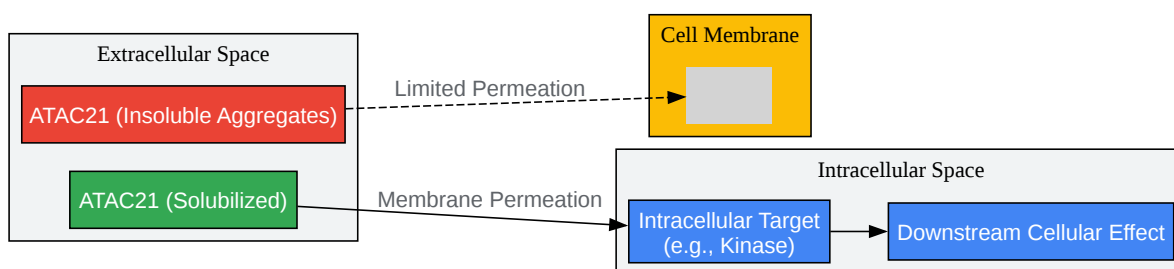 Extracellular Space
ATAC21 (Insoluble Aggregates)
ATAC21 (Solubilized)
Limited Permeation
Membrane Permeation
Cell Membrane
Intracellular Space
Intracellular Target
(e.g., Kinase)
Downstream Cellular Effect